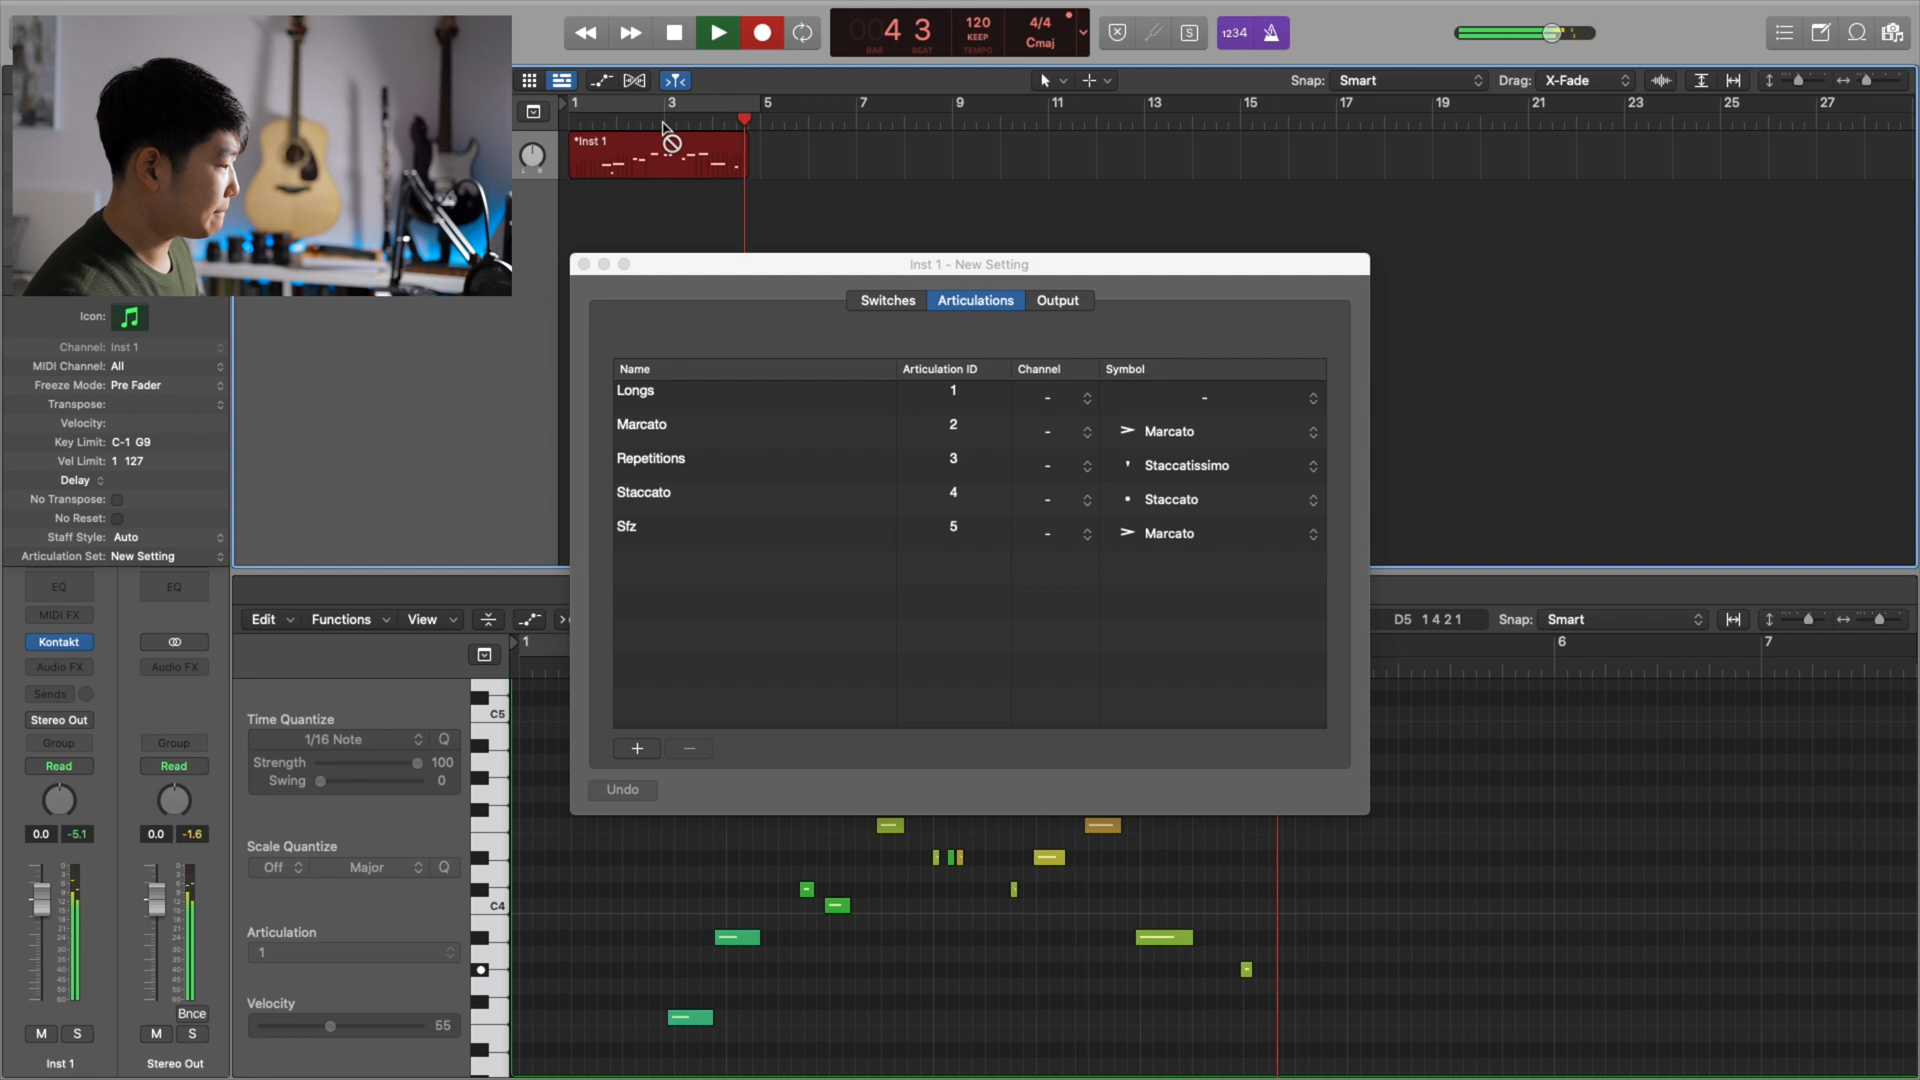 004 3
BAR BEAT
120
KEEP
TEMPO
4/4
Cmaj
S
1234
Snap: Smart
Drag: X-Fade
1 3 5 7 9 11 13 15 17 19 21 23 25 27
L R
*Inst 1
Inst 1 - New Setting
Switches Articulations Output
Name Articulation ID Channel Symbol
Longs 1 - -
Marcato 2 - Marcato
Repetitions 3 - Staccatissimo
Staccato 4 - Staccato
Sfz 5 - Marcato
+ −
Undo
Icon:
Channel: Inst 1
MIDI Channel: All
Freeze Mode: Pre Fader
Transpose:
Velocity:
Key Limit: C-1 G9
Vel Limit: 1 127
Delay
No Transpose:
No Reset:
Staff Style: Auto
Articulation Set: New Setting
EQ EQ
MIDI FX
Kontakt
Audio FX Audio FX
Sends
Stereo Out
Group Group
Read Read
0.0 -5.1 0.0 -1.6
Bnce
M S M S
Inst 1 Stereo Out
Edit Functions View
D5 1 4 2 1
Snap: Smart
1 6 7
Time Quantize
1/16 Note Q
Strength 100
Swing 0
Scale Quantize
Off Major Q
Articulation
1
Velocity
55
C5
C4